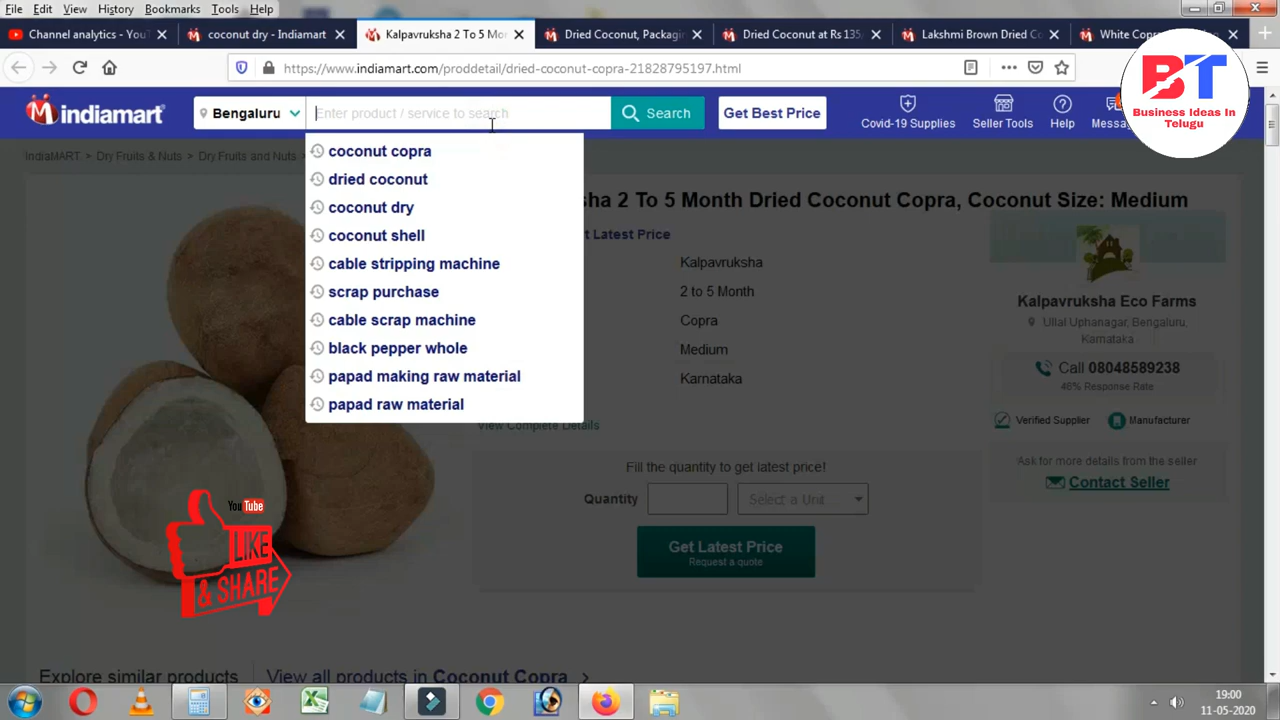 File Edit View History Bookmarks Tools Help
Channel analytics - YouT
coconut dry - Indiamart
Kalpavruksha 2 To 5 Mor
Dried Coconut, Packagin
Dried Coconut at Rs 135
Lakshmi Brown Dried Co
White Copra
https://www.indiamart.com/proddetail/dried-coconut-copra-21828795197.html
BT
Business Ideas In
Telugu
indiamart
Bengaluru
Enter product / service to search
Search
Get Best Price
Covid-19 Supplies
Seller Tools
Help
IndiaMART > Dry Fruits & Nuts > Dry Fruits and Nuts >
coconut copra
dried coconut
coconut dry
coconut shell
cable stripping machine
scrap purchase
cable scrap machine
black pepper whole
papad making raw material
papad raw material
sha 2 To 5 Month Dried Coconut Copra, Coconut Size: Medium
t Latest Price
Kalpavruksha
2 to 5 Month
Copra
Medium
Karnataka
View Complete Details
Fill the quantity to get latest price!
Quantity
Select a Unit...
Get Latest Price
Request a quote
Kalpavruksha Eco Farms
Ullal Uphanagar, Bengaluru,
Karnataka
Call 08048589238
46% Response Rate
Verified Supplier
Manufacturer
Ask for more details from the seller
Contact Seller
YouTube
LIKE
& SHARE
Explore similar products
View all products in Coconut Copra >
19:00
11-05-2020